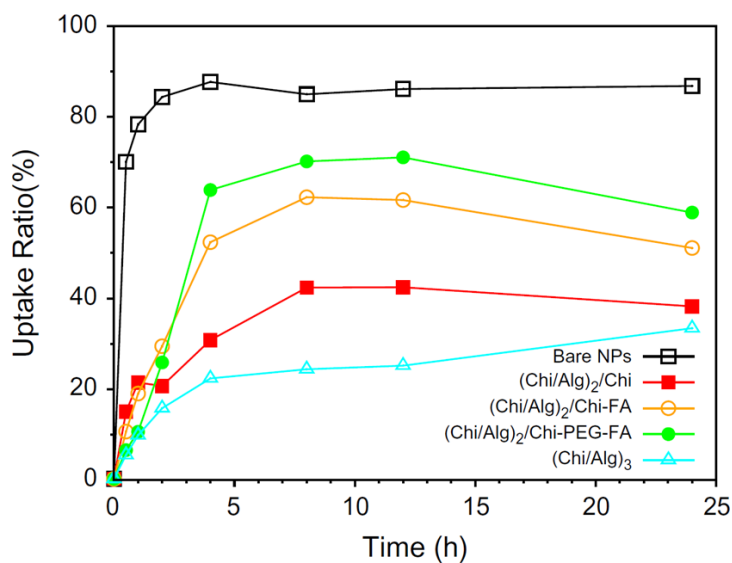 100
80
60
40
20
0
Uptake Ratio(%)
Bare NPs
(Chi/Alg)₂/Chi
(Chi/Alg)₂/Chi-FA
(Chi/Alg)₂/Chi-PEG-FA
(Chi/Alg)₃
0 5 10 15 20 25
Time (h)